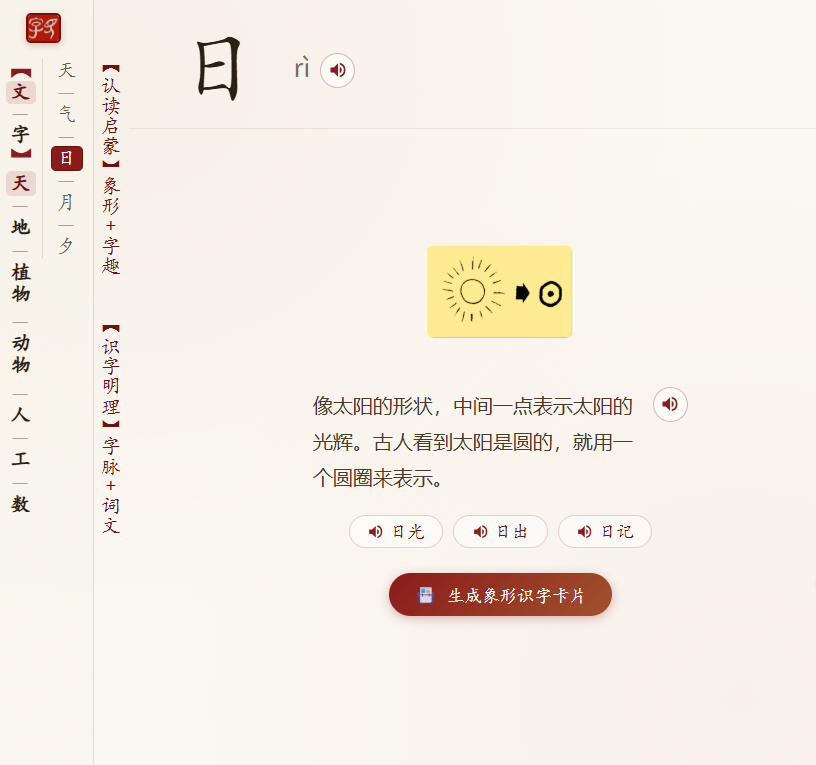 【文字】
天
地
植物
动物
人
工
数
天
气
日
月
夕
【认读启蒙】象形+字趣
【识字明理】字脉+词文
日
rì
像太阳的形状，中间一点表示太阳的
光辉。古人看到太阳是圆的，就用一
个圆圈来表示。
日光
日出
日记
生成象形识字卡片